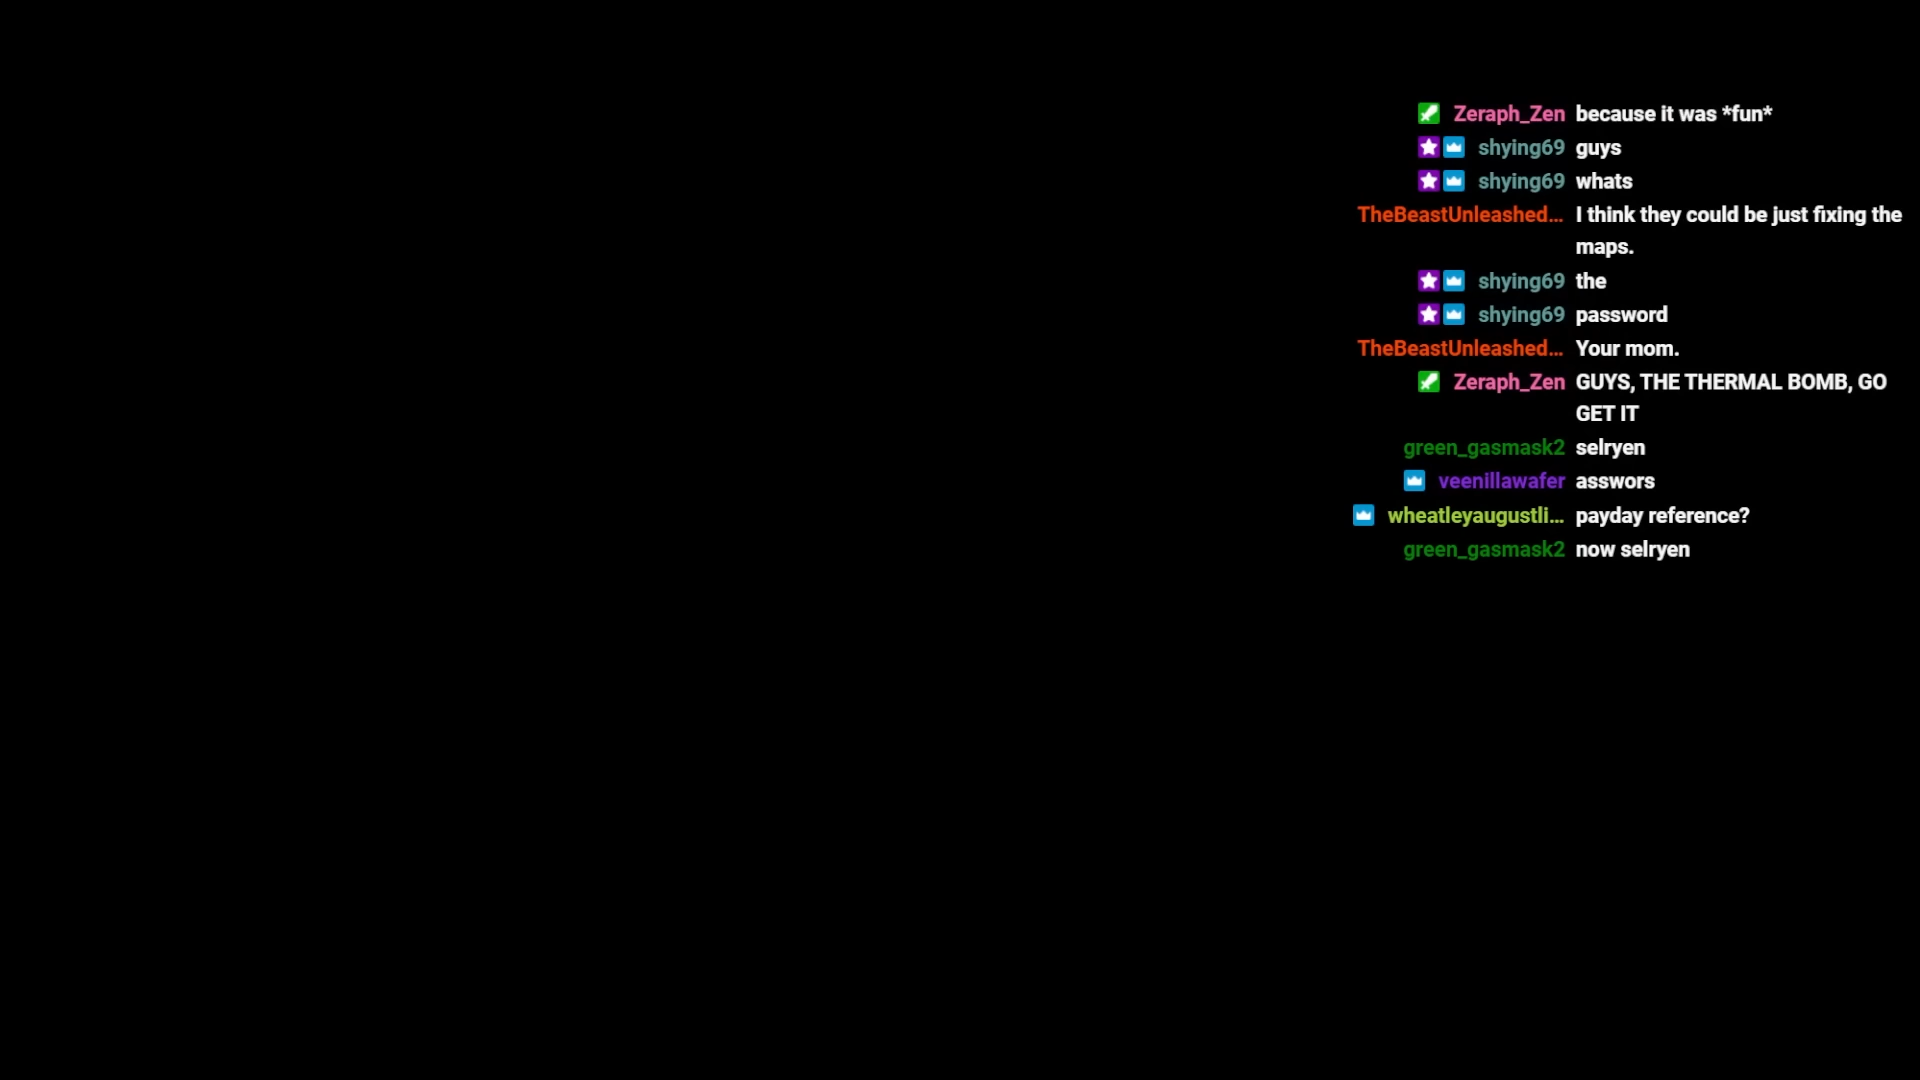 Zeraph_Zen because it was *fun*
shying69 guys
shying69 whats
TheBeastUnleashed... I think they could be just fixing the
maps.
shying69 the
shying69 password
TheBeastUnleashed... Your mom.
Zeraph_Zen GUYS, THE THERMAL BOMB, GO
GET IT
green_gasmask2 selryen
veenillawafer asswors
wheatleyaugustli... payday reference?
green_gasmask2 now selryen